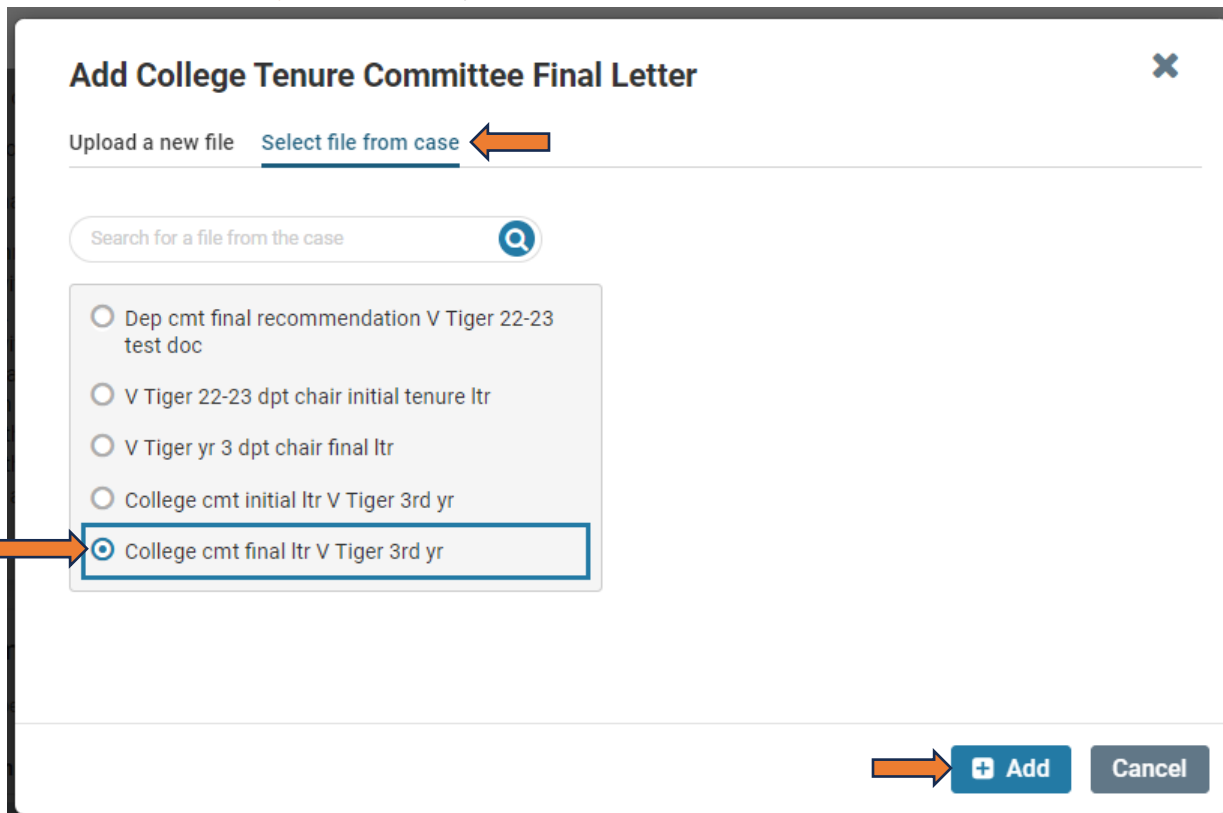 Add College Tenure Committee Final Letter
Upload a new file Select file from case
Search for a file from the case
Dep cmt final recommendation V Tiger 22-23
test doc
V Tiger 22-23 dpt chair initial tenure ltr
V Tiger yr 3 dpt chair final ltr
College cmt initial ltr V Tiger 3rd yr
College cmt final ltr V Tiger 3rd yr
Add Cancel